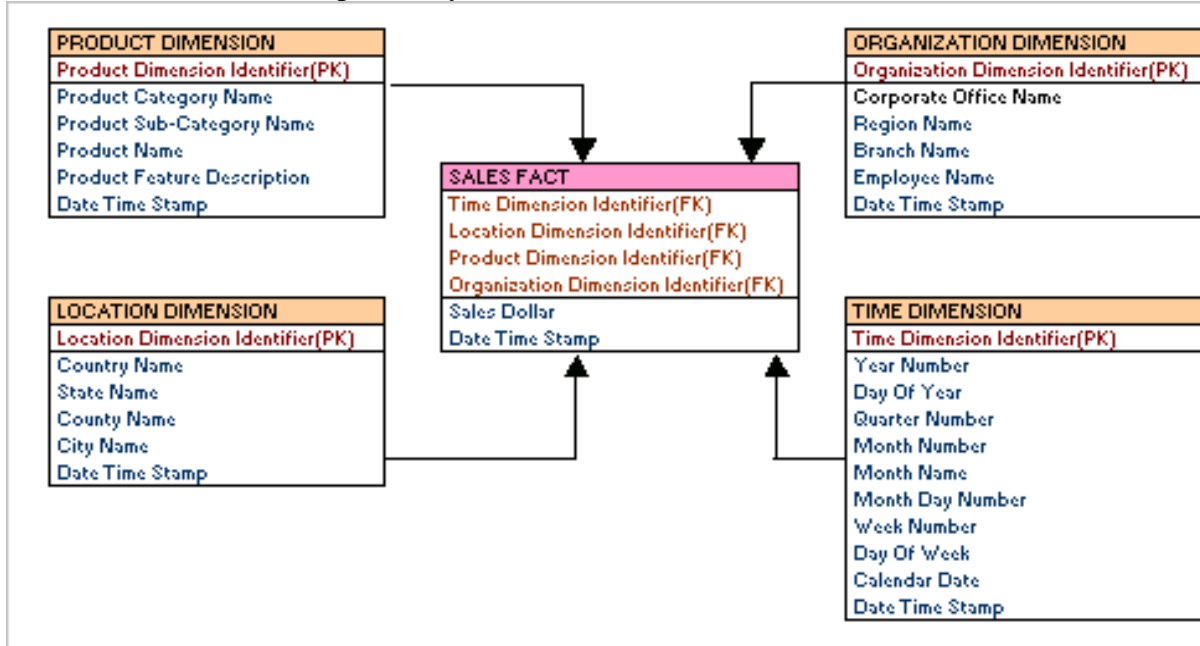 PRODUCT DIMENSION
Product Dimension Identifier(PK)
Product Category Name
Product Sub-Category Name
Product Name
Product Feature Description
Date Time Stamp
ORGANIZATION DIMENSION
Organization Dimension Identifier(PK)
Corporate Office Name
Region Name
Branch Name
Employee Name
Date Time Stamp
SALES FACT
Time Dimension Identifier(FK)
Location Dimension Identifier(FK)
Product Dimension Identifier(FK)
Organization Dimension Identifier(FK)
Sales Dollar
Date Time Stamp
LOCATION DIMENSION
Location Dimension Identifier(PK)
Country Name
State Name
County Name
City Name
Date Time Stamp
TIME DIMENSION
Time Dimension Identifier(PK)
Year Number
Day Of Year
Quarter Number
Month Number
Month Name
Month Day Number
Week Number
Day Of Week
Calendar Date
Date Time Stamp